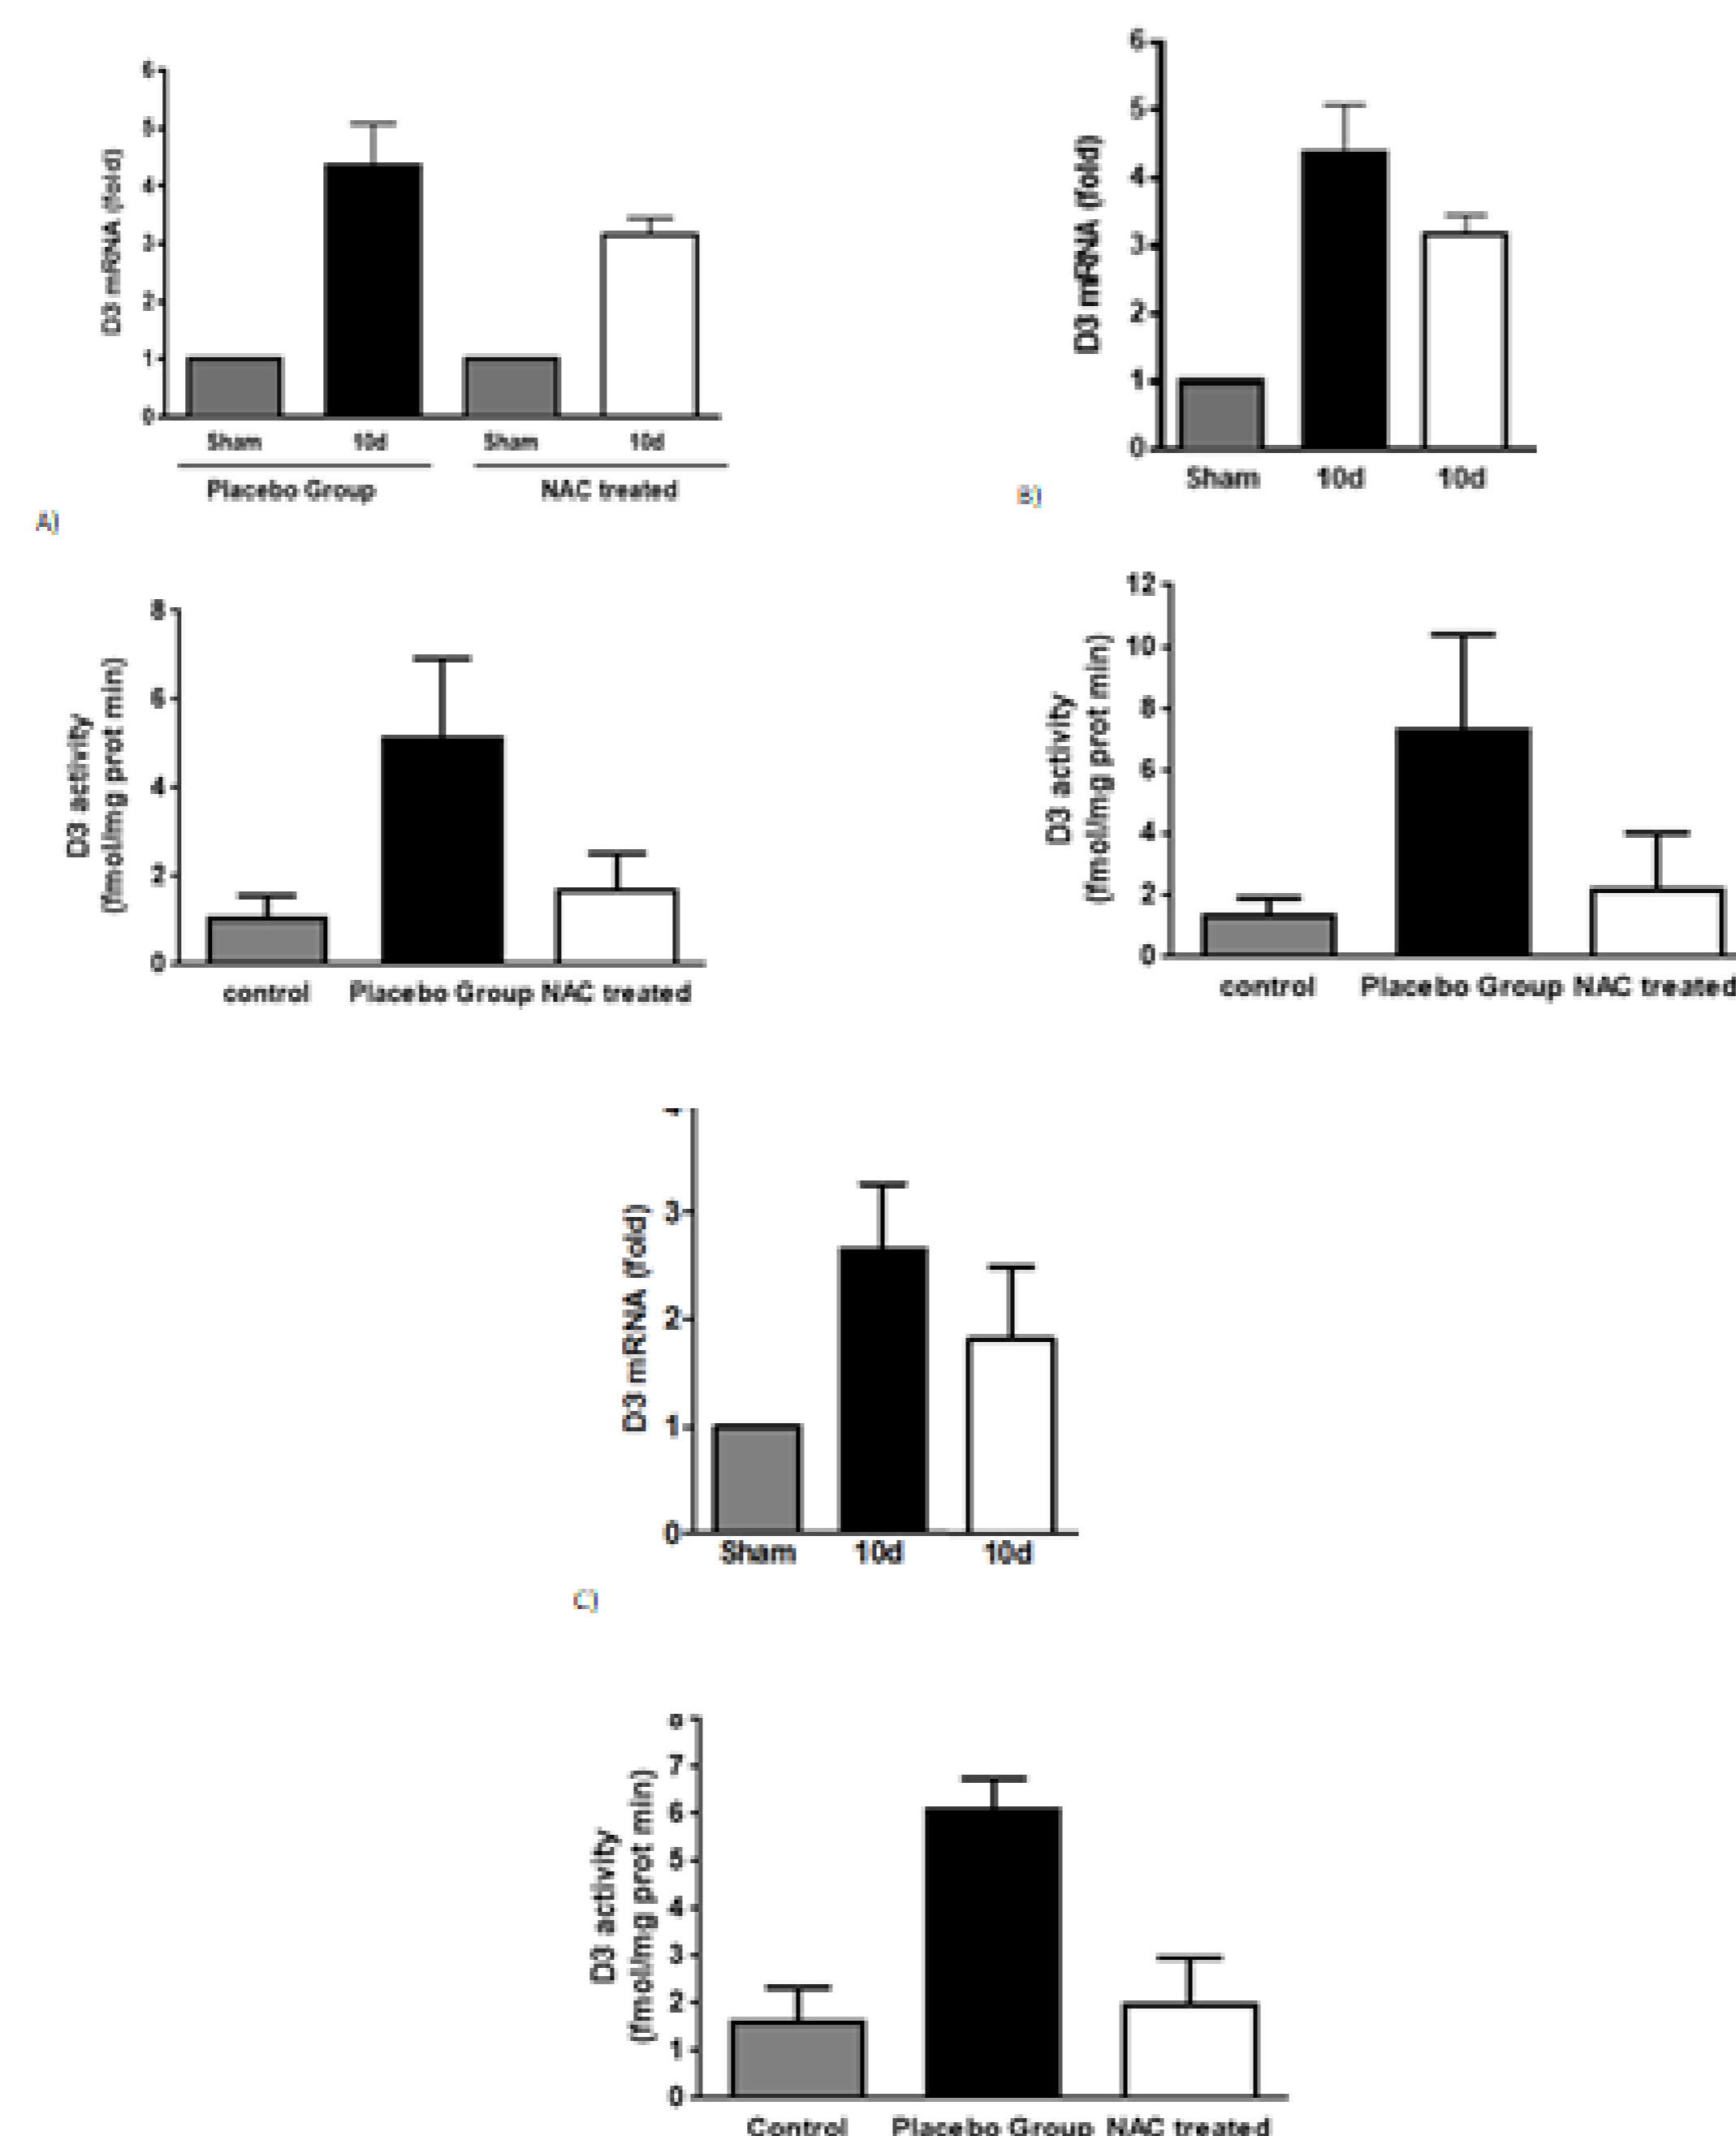 6
5
4
3
2
1
0
D3 mRNA (fold)
Sham 10d Sham 10d
Placebo Group NAC treated
A)
6
5
4
3
2
1
0
D3 mRNA (fold)
Sham 10d 10d
B)
8
6
4
2
0
D3 activity
(fmol/mg prot min)
control Placebo Group NAC treated
12
10
8
6
4
2
0
D3 activity
(fmol/mg prot min)
control Placebo Group NAC treated
4
3
2
1
0
D3 mRNA (fold)
Sham 10d 10d
C)
8
7
6
5
4
3
2
1
0
D3 activity
(fmol/mg prot min)
Control Placebo Group NAC treated